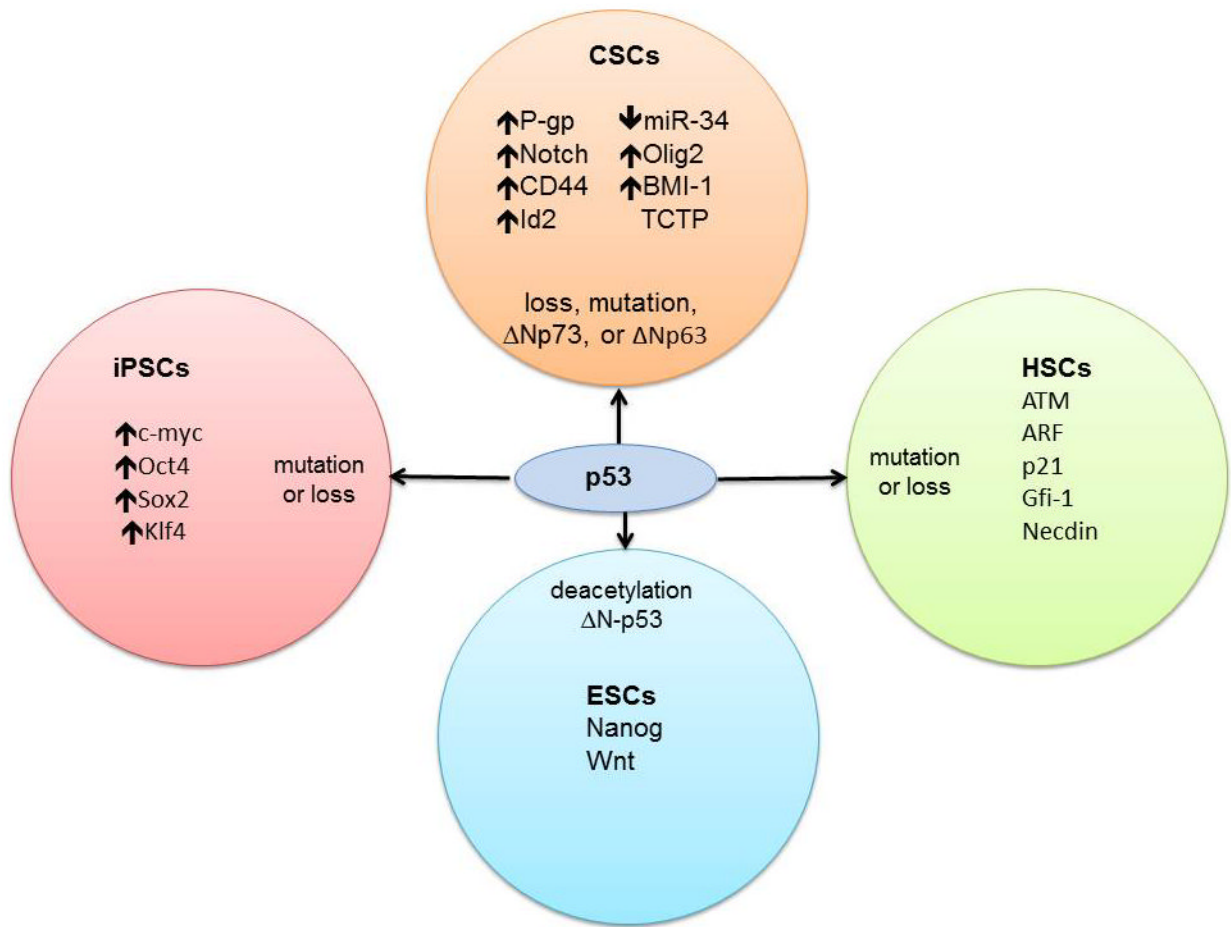 CSCs
↑P-gp ↓miR-34
↑Notch ↑Olig2
↑CD44 ↑BMI-1
↑Id2 TCTP
loss, mutation,
ΔNp73, or ΔNp63
iPSCs
↑c-myc
↑Oct4
↑Sox2
↑Klf4
mutation
or loss
p53
mutation
or loss
HSCs
ATM
ARF
p21
Gfi-1
Necdin
deacetylation
ΔN-p53
ESCs
Nanog
Wnt